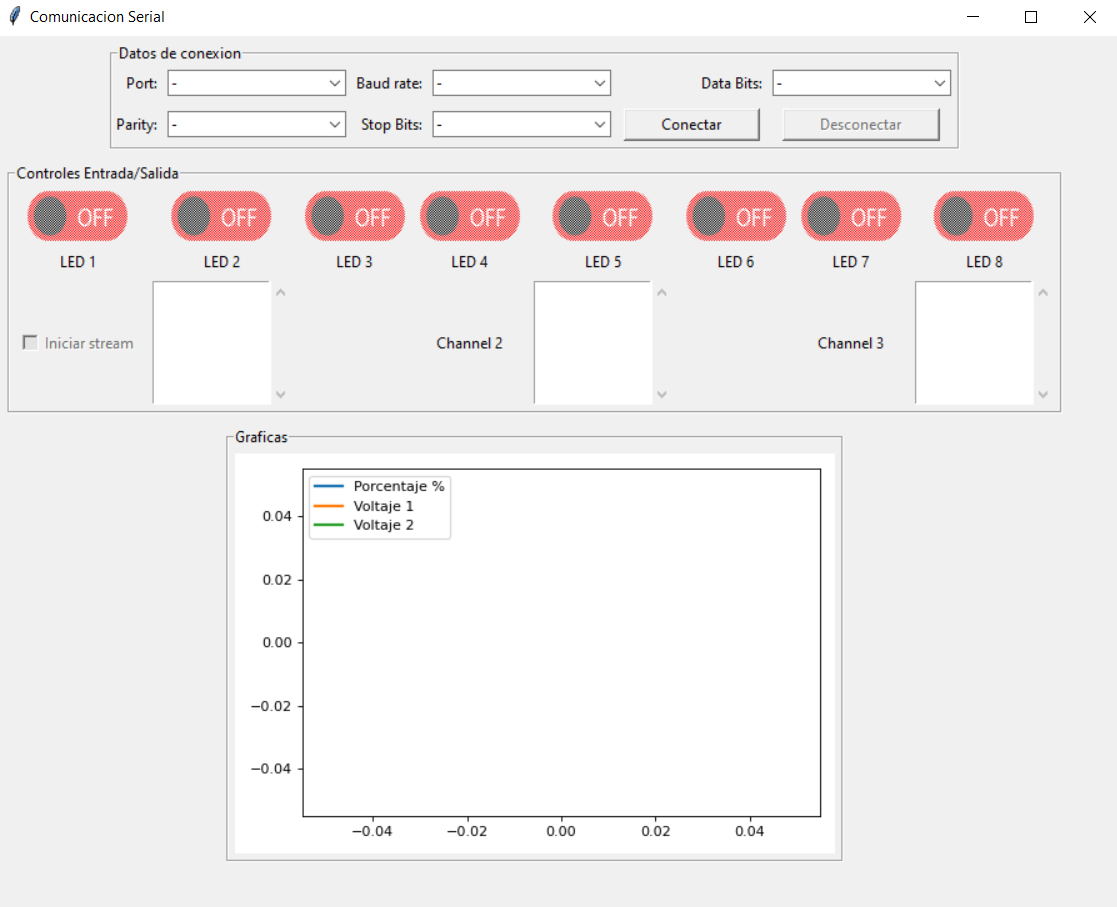 Comunicacion Serial
Datos de conexion
Port: - Baud rate: - Data Bits: -
Parity: - Stop Bits: - Conectar Desconectar
Controles Entrada/Salida
OFF OFF OFF OFF OFF OFF OFF OFF
LED 1 LED 2 LED 3 LED 4 LED 5 LED 6 LED 7 LED 8
Iniciar stream Channel 2 Channel 3
Graficas
Porcentaje %
Voltaje 1
Voltaje 2
0.04
0.02
0.00
−0.02
−0.04
−0.04 −0.02 0.00 0.02 0.04